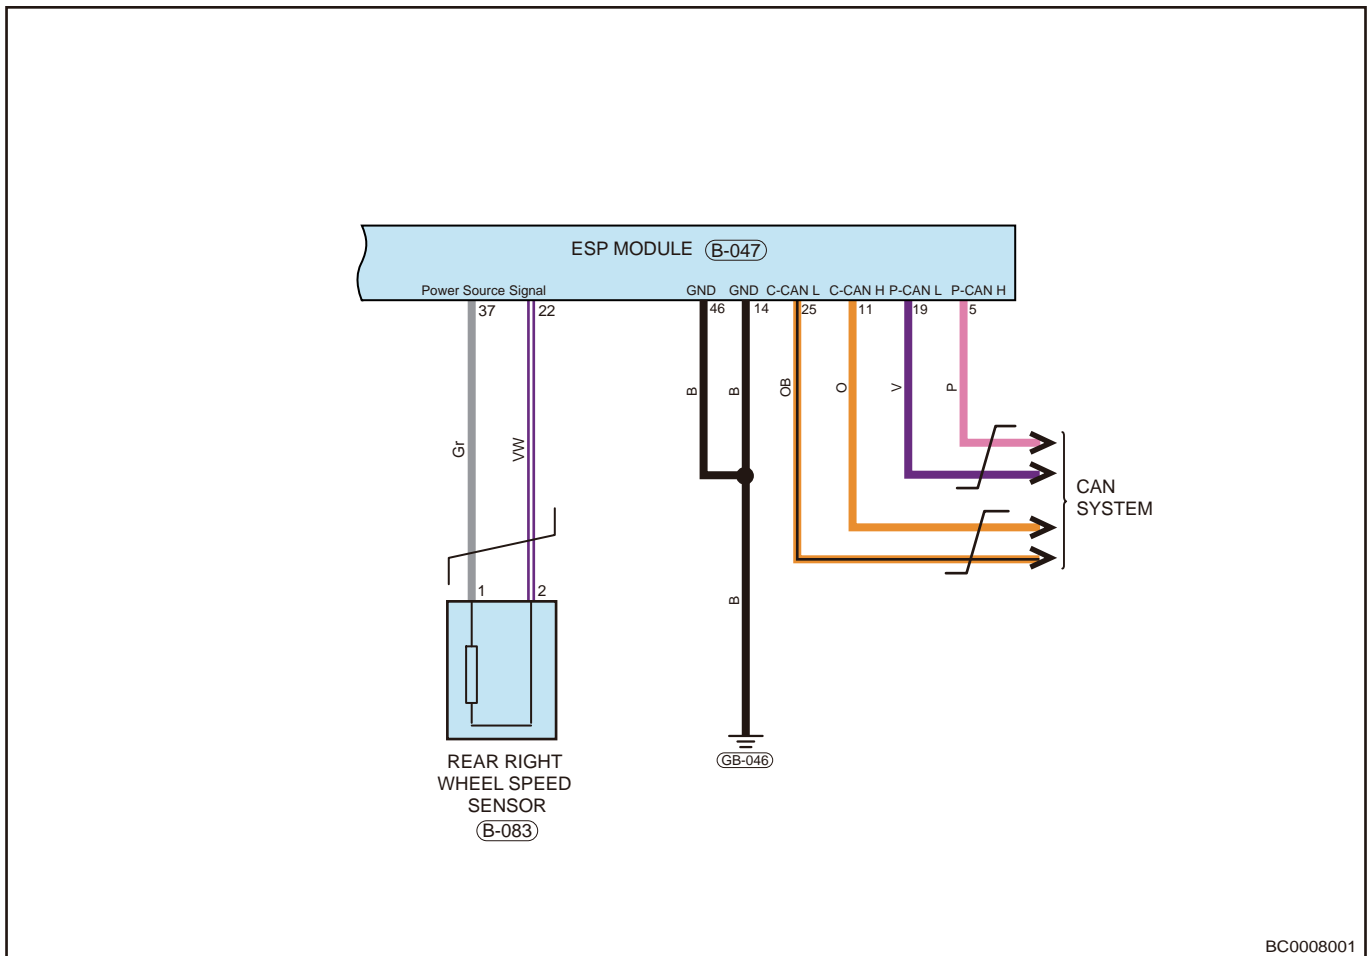 ESP MODULE B-047
Power Source Signal GND GND C-CAN L C-CAN H P-CAN L P-CAN H
37 22 46 14 25 11 19 5
Gr VW B B OB O V P
CAN
SYSTEM
1 2
B
REAR RIGHT
WHEEL SPEED
SENSOR
B-083
GB-046
BC0008001